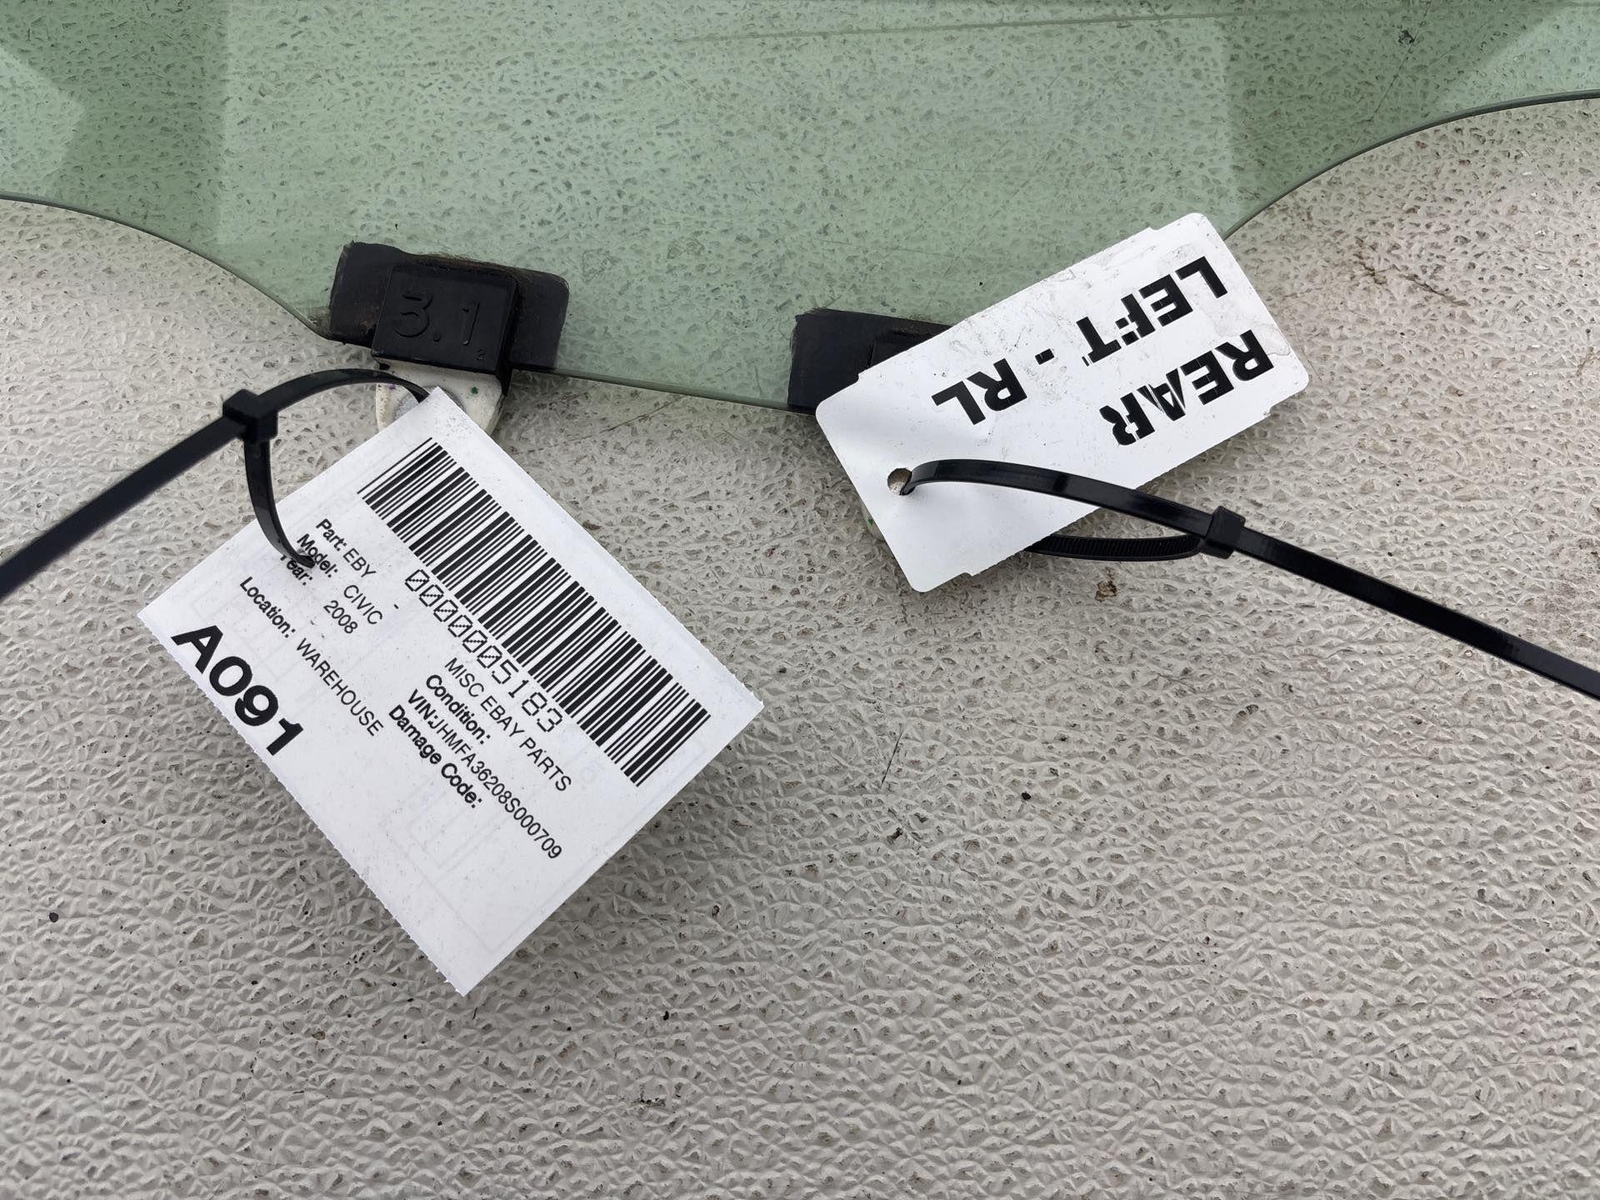 3.1
2
0000005183
Part: EBY - MISC EBAY PARTS
Model: CIVIC
Condition:
Year: 2008
VIN:JHMFA36208S000709
Damage Code:
Location: WAREHOUSE
A091
REAR
LEFT - RL